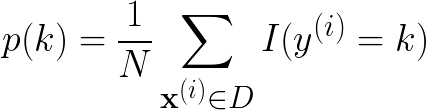 p(k) = \frac{1}{N} \sum_{\mathbf{x}^{(i)} \in D} I(y^{(i)} = k)